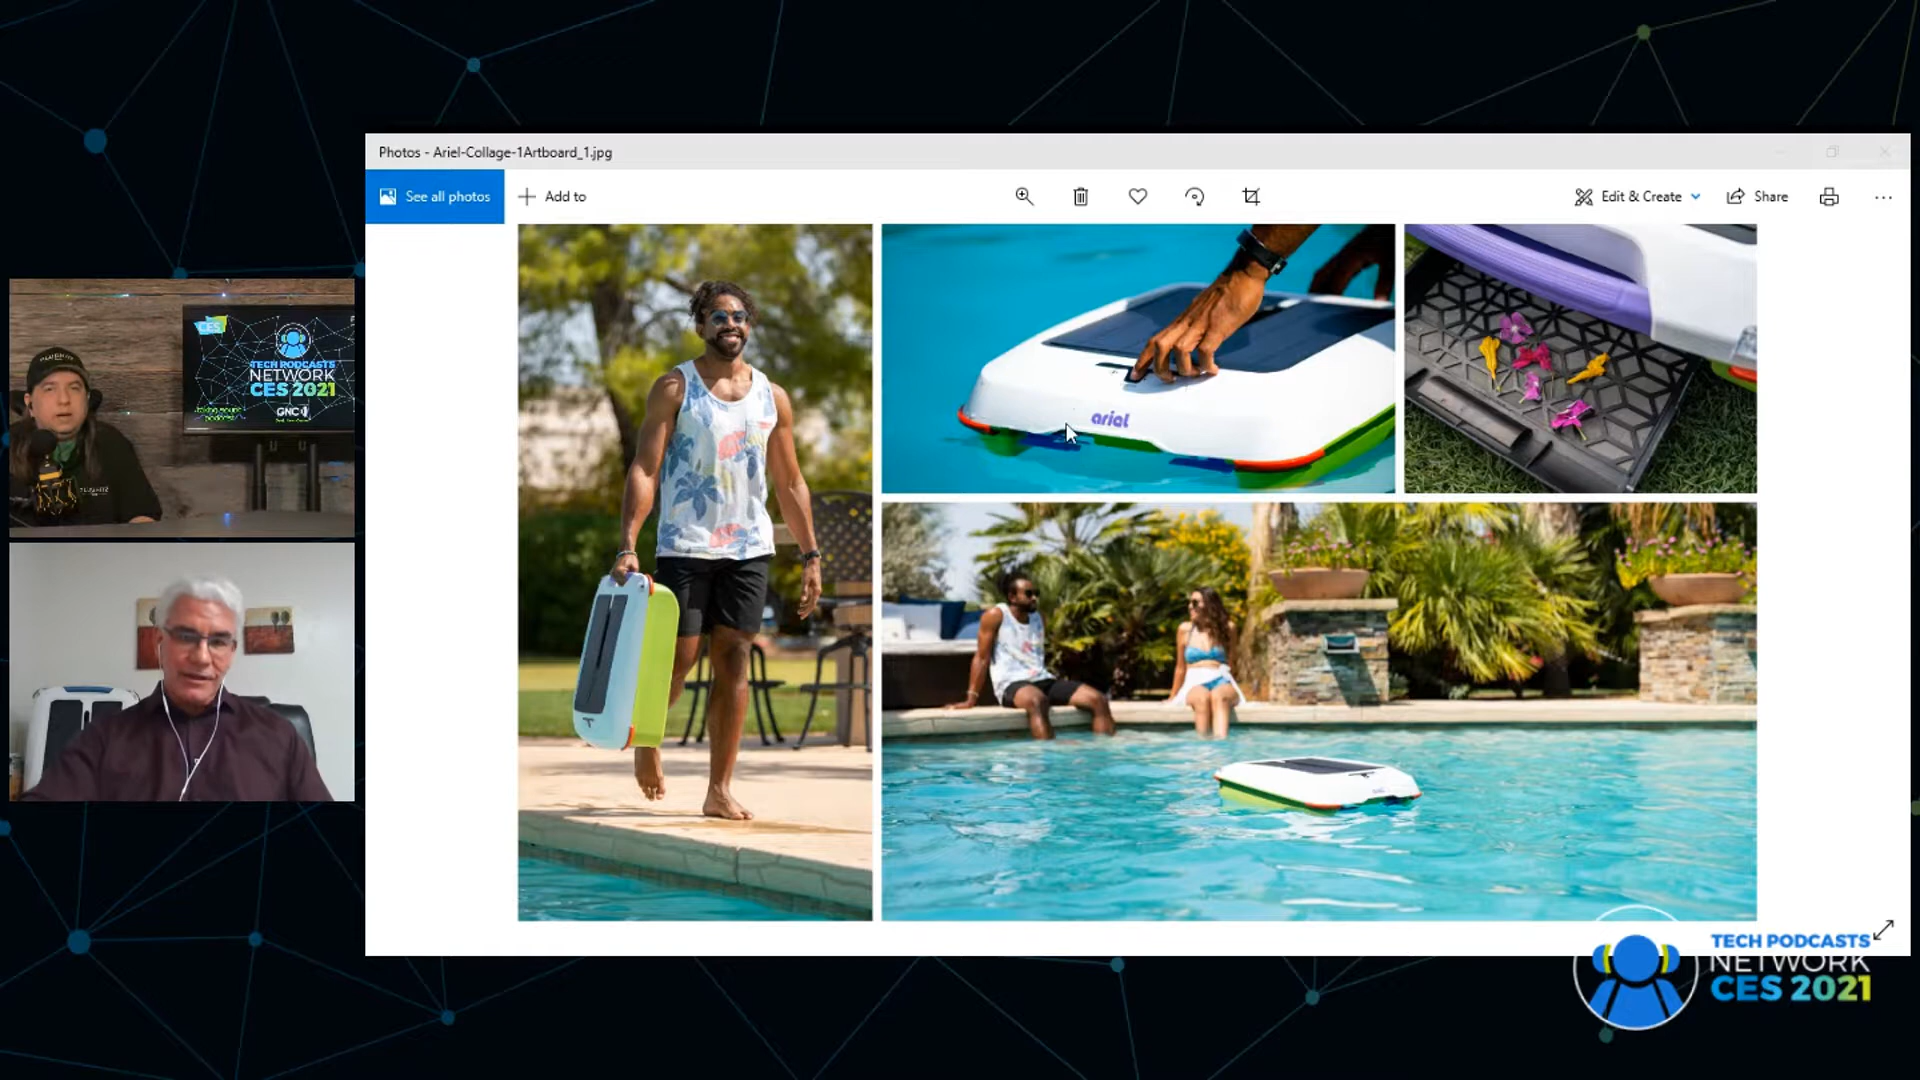 Photos - Ariel-Collage-1Artboard_1.jpg
See all photos
Add to
Edit & Create
Share
ariel
CES
TECH PODCASTS
NETWORK
CES 2021
GNC
TECH PODCASTS
NETWORK
CES 2021